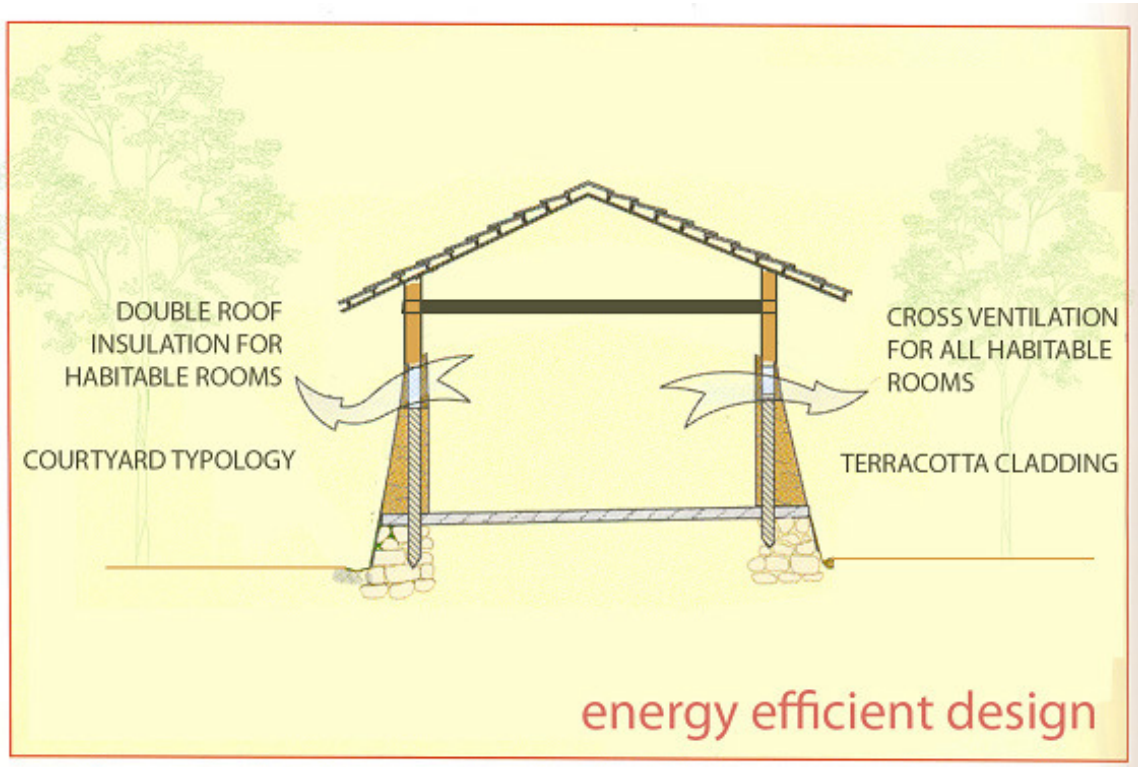 DOUBLE ROOF
INSULATION FOR
HABITABLE ROOMS
COURTYARD TYPOLOGY
CROSS VENTILATION
FOR ALL HABITABLE
ROOMS
TERRACOTTA CLADDING
energy efficient design